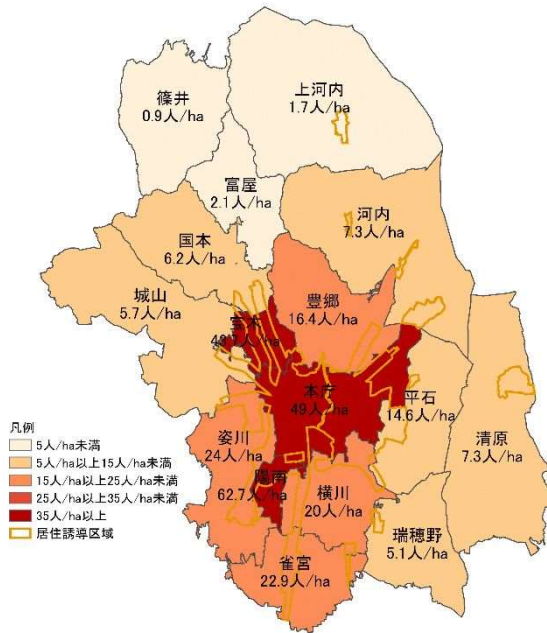 篠井
0.9人/ha
上河内
1.7人/ha
富屋
2.1人/ha
河内
7.3人/ha
国本
6.2人/ha
城山
5.7人/ha
豊郷
16.4人/ha
宝木
本庁
49人/ha
平石
14.6人/ha
清原
7.3人/ha
姿川
24人/ha
陽南
62.7人/ha
横川
20人/ha
瑞穂野
5.1人/ha
雀宮
22.9人/ha
凡例
5人/ha未満
5人/ha以上15人/ha未満
15人/ha以上25人/ha未満
25人/ha以上35人/ha未満
35人/ha以上
居住誘導区域